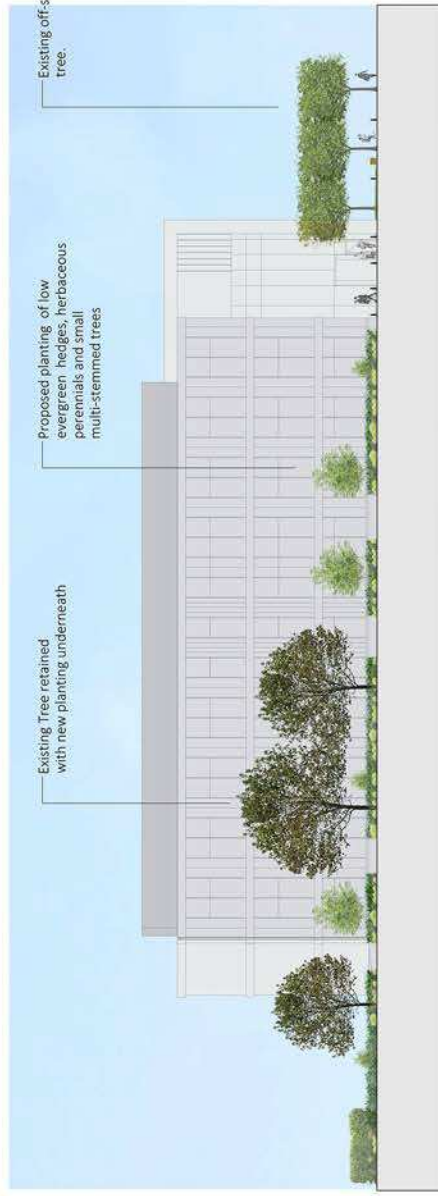 Existing Tree retained
with new planting underneath
Proposed planting of low
evergreen hedges, herbaceous
perennials and small
multi-stemmed trees
Existing
tree.